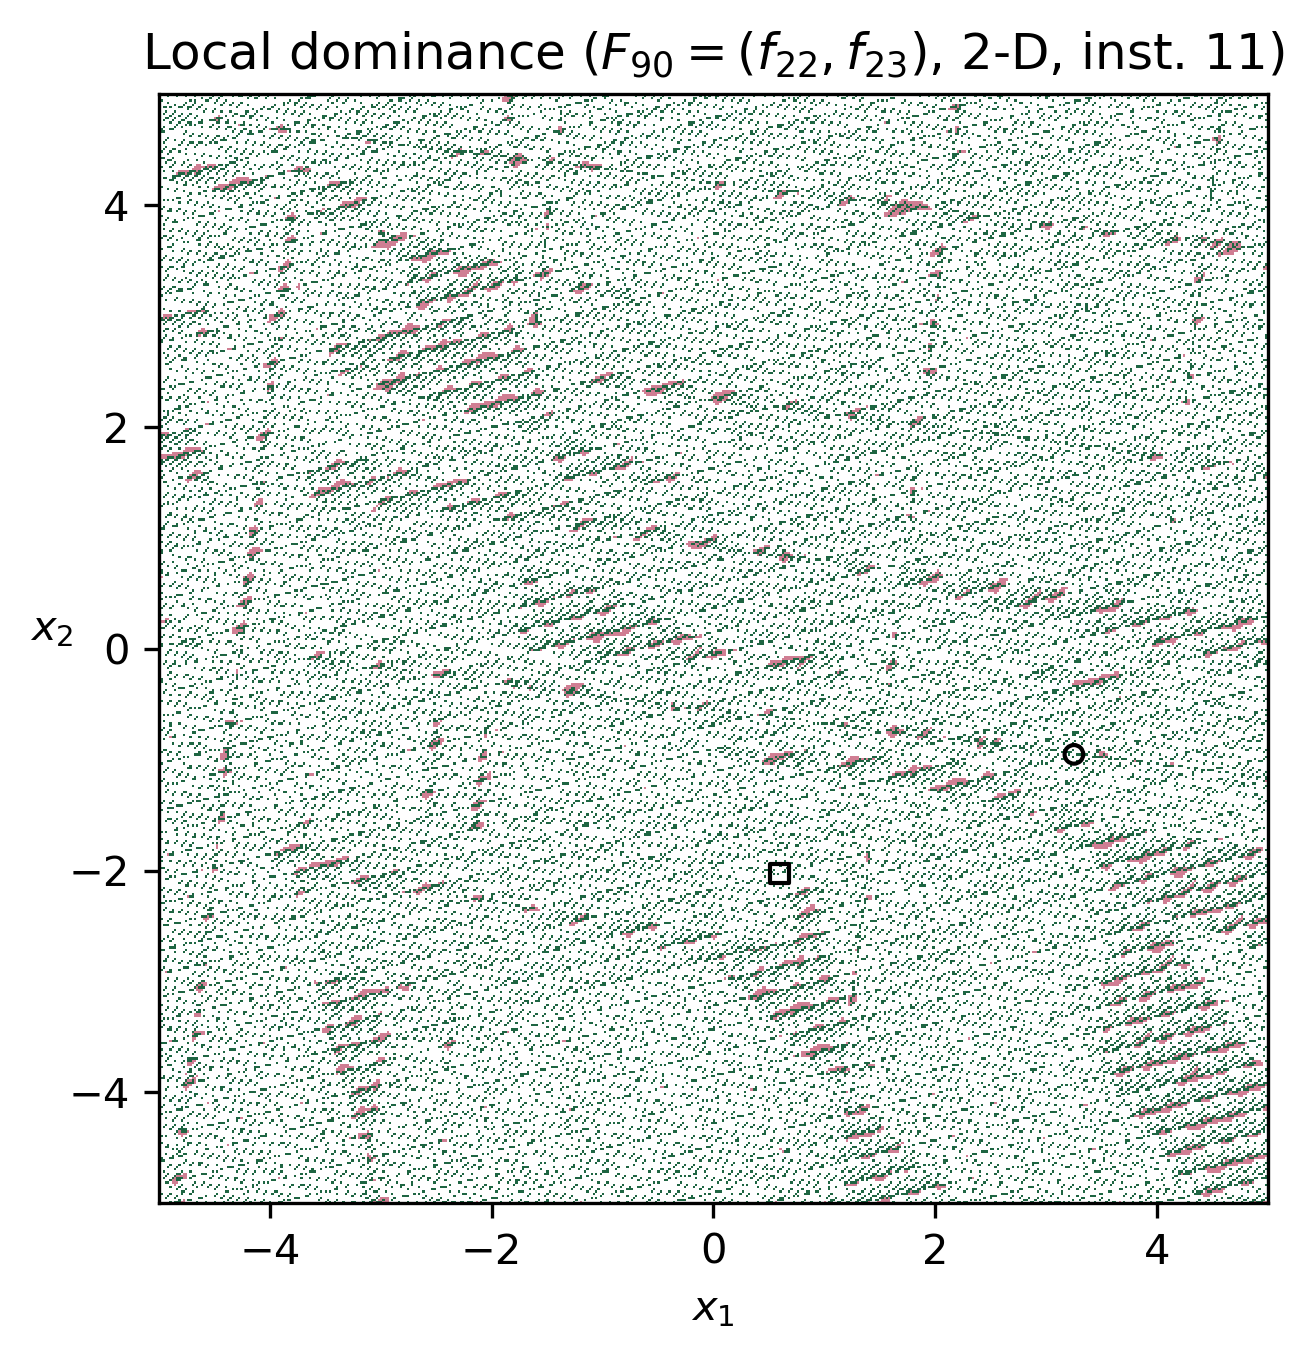 Local dominance (F₉₀ = (f₂₂, f₂₃), 2-D, inst. 11)
4
2
x₂
0
−2
−4
−4 −2 0 2 4
x₁